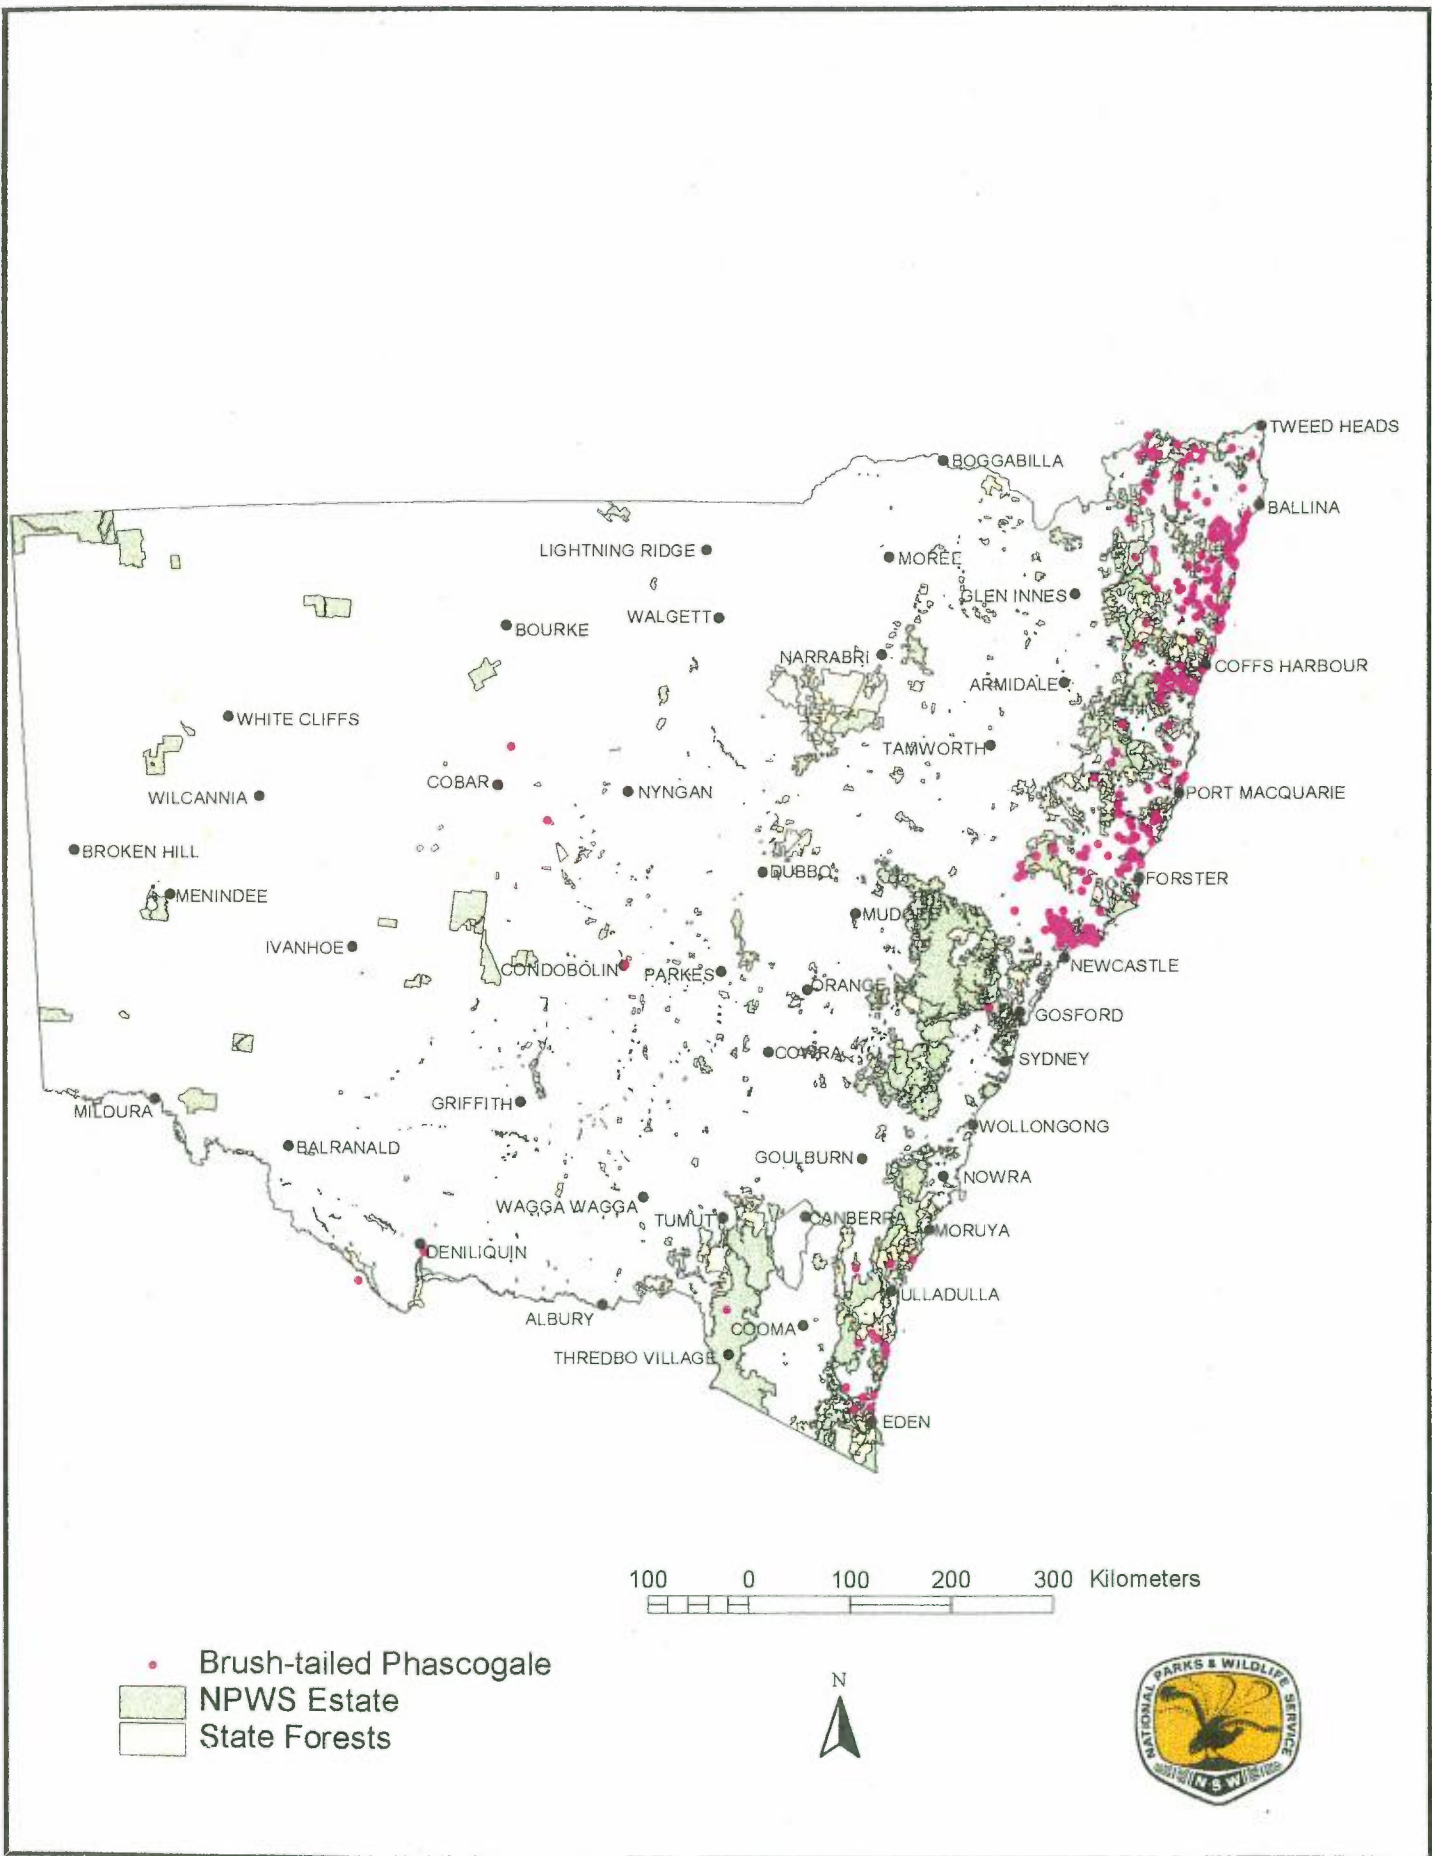 TWEED HEADS
BOGGABILLA
BALLINA
LIGHTNING RIDGE
MOREE
GLEN INNES
WALGETT
BOURKE
NARRABRI
COFFS HARBOUR
ARMIDALE
WHITE CLIFFS
TAMWORTH
COBAR
NYNGAN
PORT MACQUARIE
WILCANNIA
BROKEN HILL
DUBBO
FORSTER
MENINDEE
MUDGEE
IVANHOE
CONDOBOLIN
PARKES
NEWCASTLE
ORANGE
GOSFORD
COWRA
SYDNEY
MILDURA
GRIFFITH
WOLLONGONG
BALRANALD
GOULBURN
NOWRA
WAGGA WAGGA
TUMUT
CANBERRA
MORUYA
DENILIQUIN
ULLADULLA
ALBURY
COOMA
THREDBO VILLAGE
EDEN
100 0 100 200 300 Kilometers
Brush-tailed Phascogale
NPWS Estate
State Forests
N
NATIONAL PARKS & WILDLIFE SERVICE
NSW